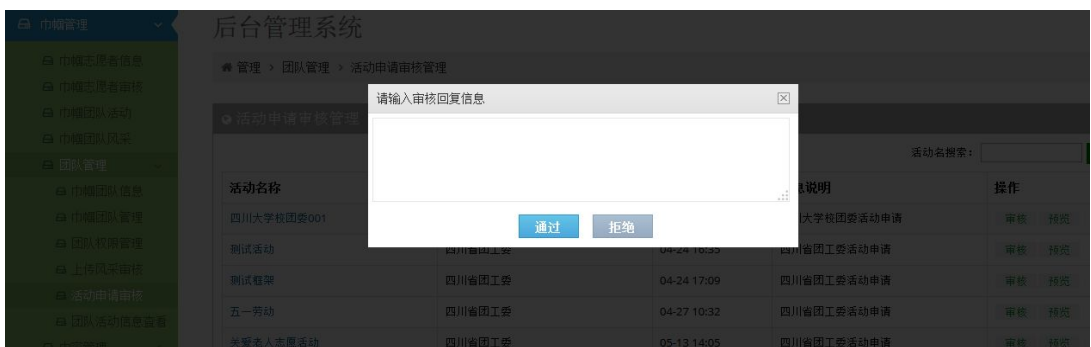 巾帼管理
后台管理系统
巾帼志愿者信息
管理 > 团队管理 > 活动申请审核管理
巾帼志愿者审核
请输入审核回复信息
巾帼团队活动
活动申请审核管理
巾帼团队风采
活动名搜索:
团队管理
活动名称
息说明
操作
巾帼团队信息
通过 拒绝
四川大学校团委001
大学校团委活动申请
审核 预览
巾帼团队管理
测试活动 四川省团工委 04-24 16:35 四川省团工委活动申请 审核 预览
团队权限管理
上传风采审核
测试框架 四川省团工委 04-24 17:09 四川省团工委活动申请 审核 预览
活动申请审核
五一劳动 四川省团工委 04-27 10:32 四川省团工委活动申请 审核 预览
团队活动信息查看
关爱老人志愿活动 四川省团工委 05-13 14:05 四川省团工委活动申请 审核 预览